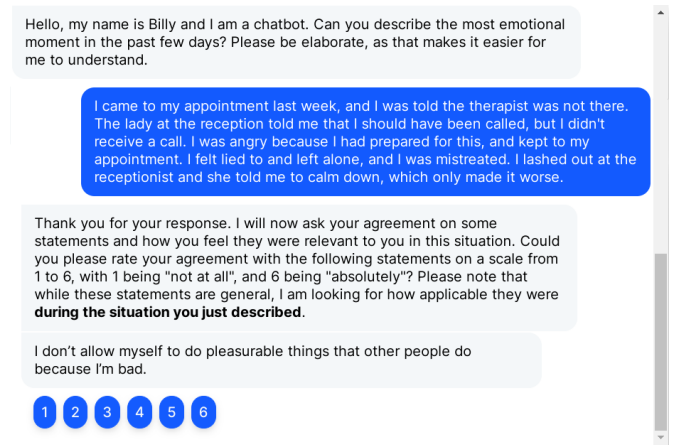 Hello, my name is Billy and I am a chatbot. Can you describe the most emotional
moment in the past few days? Please be elaborate, as that makes it easier for
me to understand.
I came to my appointment last week, and I was told the therapist was not there.
The lady at the reception told me that I should have been called, but I didn't
receive a call. I was angry because I had prepared for this, and kept to my
appointment. I felt lied to and left alone, and I was mistreated. I lashed out at the
receptionist and she told me to calm down, which only made it worse.
Thank you for your response. I will now ask your agreement on some
statements and how you feel they were relevant to you in this situation. Could
you please rate your agreement with the following statements on a scale from
1 to 6, with 1 being "not at all", and 6 being "absolutely"? Please note that
while these statements are general, I am looking for how applicable they were
during the situation you just described.
I don't allow myself to do pleasurable things that other people do
because I'm bad.
1 2 3 4 5 6